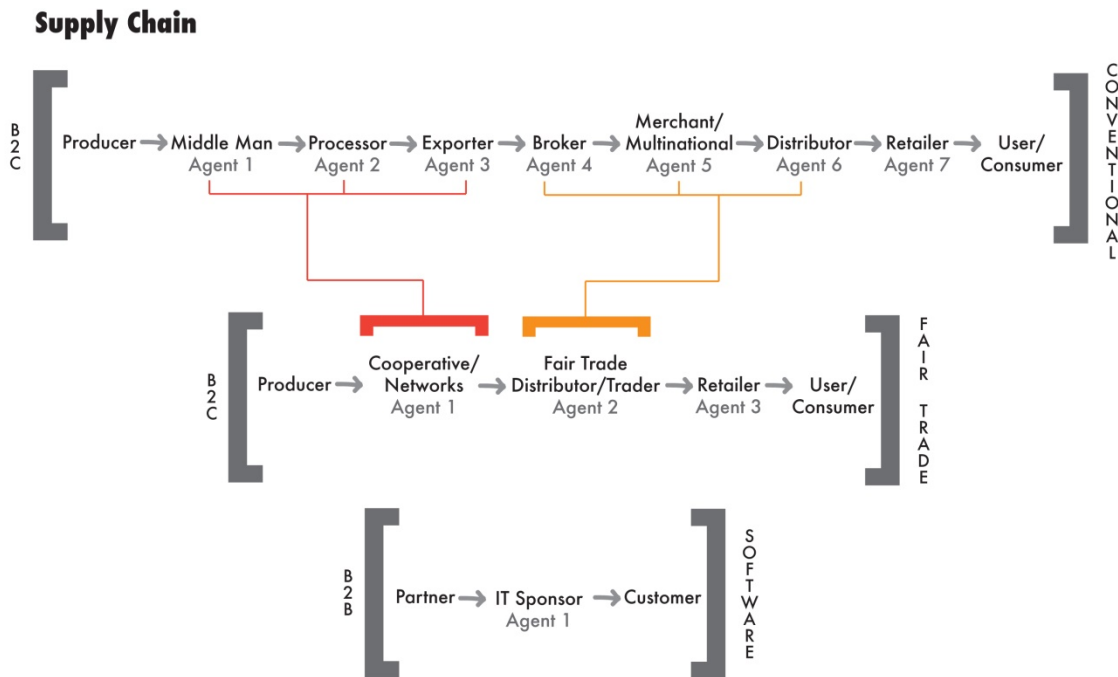 Supply Chain
B2C
Producer
Middle Man
Agent 1
Processor
Agent 2
Exporter
Agent 3
Broker
Agent 4
Merchant/
Multinational
Agent 5
Distributor
Agent 6
Retailer
Agent 7
User/
Consumer
CONVENTIONAL
B2C
Producer
Cooperative/
Networks
Agent 1
Fair Trade
Distributor/Trader
Agent 2
Retailer
Agent 3
User/
Consumer
FAIR TRADE
B2B
Partner
IT Sponsor
Agent 1
Customer
SOFTWARE